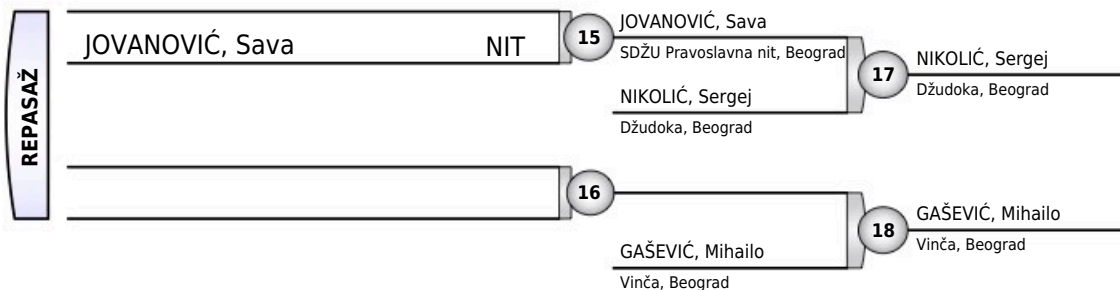 REPASAŽ
JOVANOVIĆ, Sava NIT
15
JOVANOVIĆ, Sava
SDŽU Pravoslavna nit, Beograd
NIKOLIĆ, Sergej
Džudoka, Beograd
17
NIKOLIĆ, Sergej
Džudoka, Beograd
16
GAŠEVIĆ, Mihailo
Vinča, Beograd
18
GAŠEVIĆ, Mihailo
Vinča, Beograd